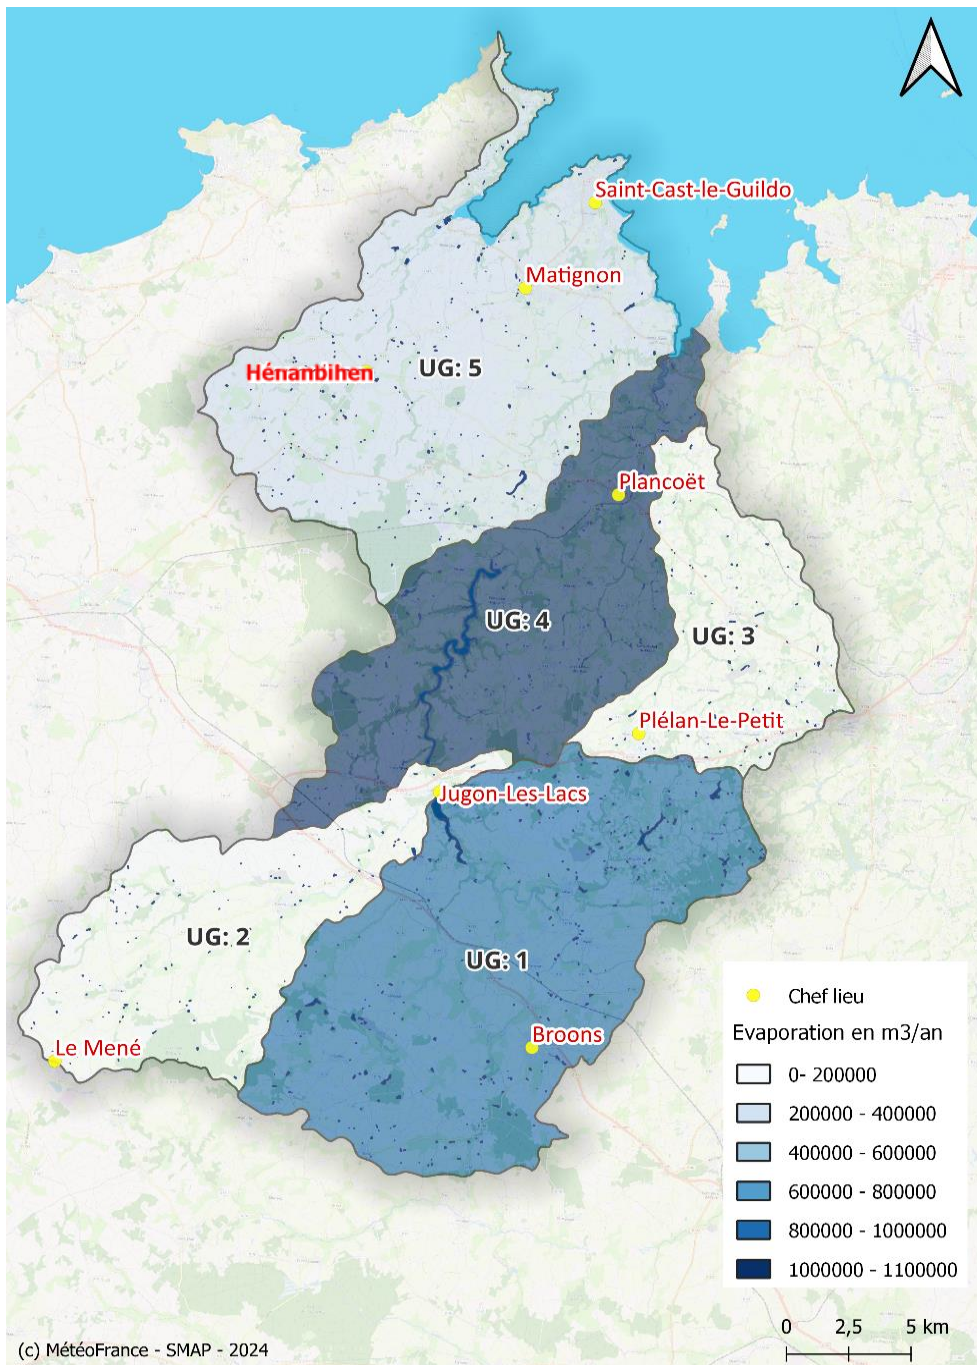 Saint-Cast-le-Guildo
Matignon
Hénanbihen
UG: 5
Plancoët
UG: 4
UG: 3
Plélan-Le-Petit
Jugon-Les-Lacs
UG: 2
UG: 1
Broons
Le Mené
Chef lieu
Evaporation en m3/an
0- 200000
200000 - 400000
400000 - 600000
600000 - 800000
800000 - 1000000
1000000 - 1100000
0 2,5 5 km
(c) MétéoFrance - SMAP - 2024